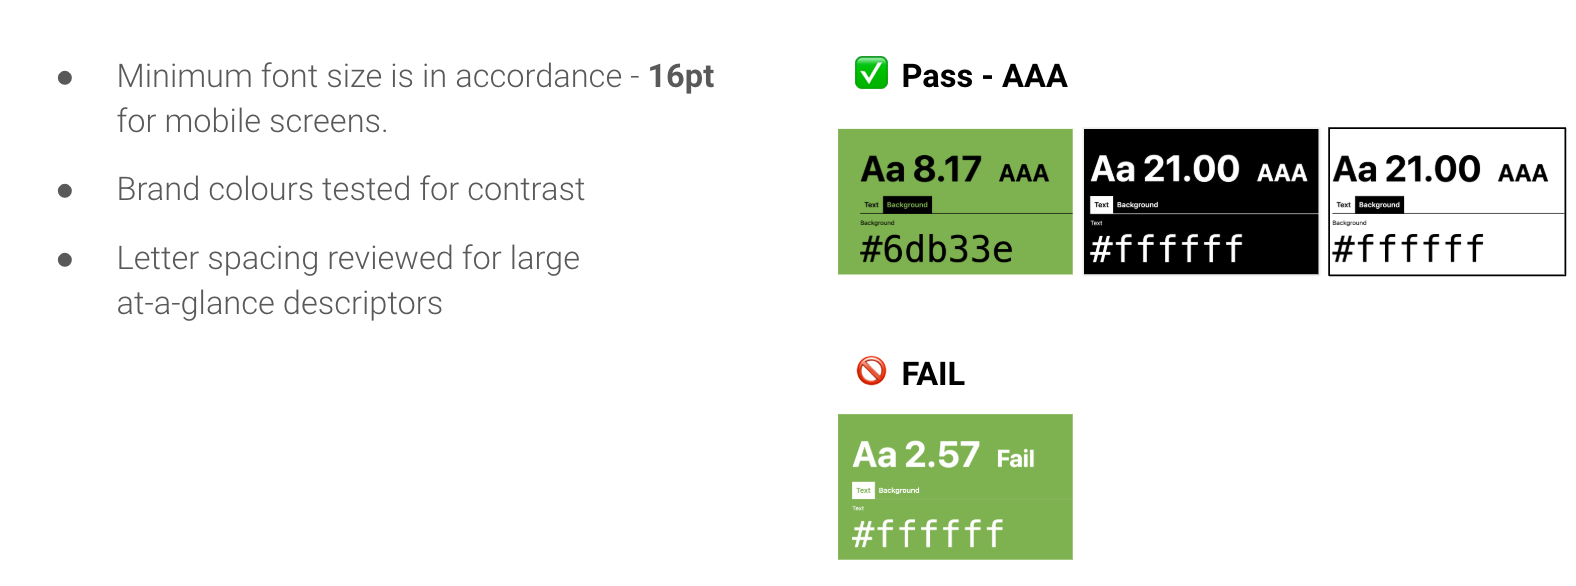 ● Minimum font size is in accordance - 16pt
for mobile screens.
● Brand colours tested for contrast
● Letter spacing reviewed for large
at-a-glance descriptors
✅ Pass - AAA
Aa 8.17 AAA
Text Background
Background
#6db33e
Aa 21.00 AAA
Text Background
Text
#ffffff
Aa 21.00 AAA
Text Background
Background
#ffffff
🚫 FAIL
Aa 2.57 Fail
Text Background
Text
#ffffff